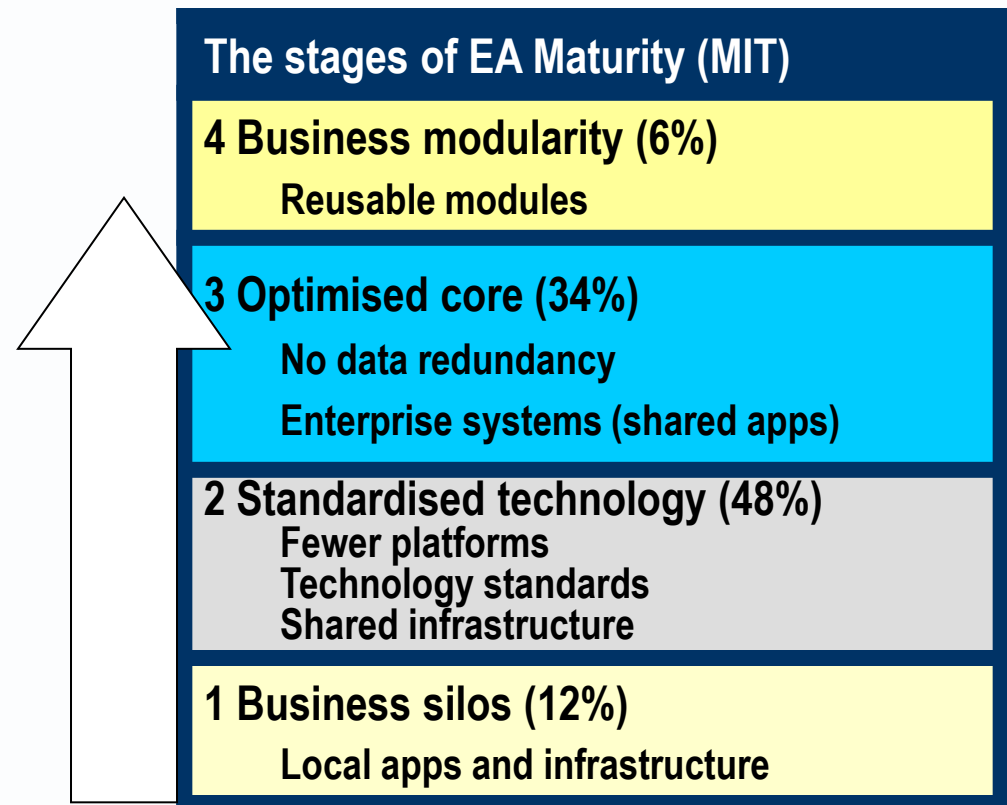 The stages of EA Maturity (MIT)
4 Business modularity (6%)
Reusable modules
3 Optimised core (34%)
No data redundancy
Enterprise systems (shared apps)
2 Standardised technology (48%)
Fewer platforms
Technology standards
Shared infrastructure
1 Business silos (12%)
Local apps and infrastructure